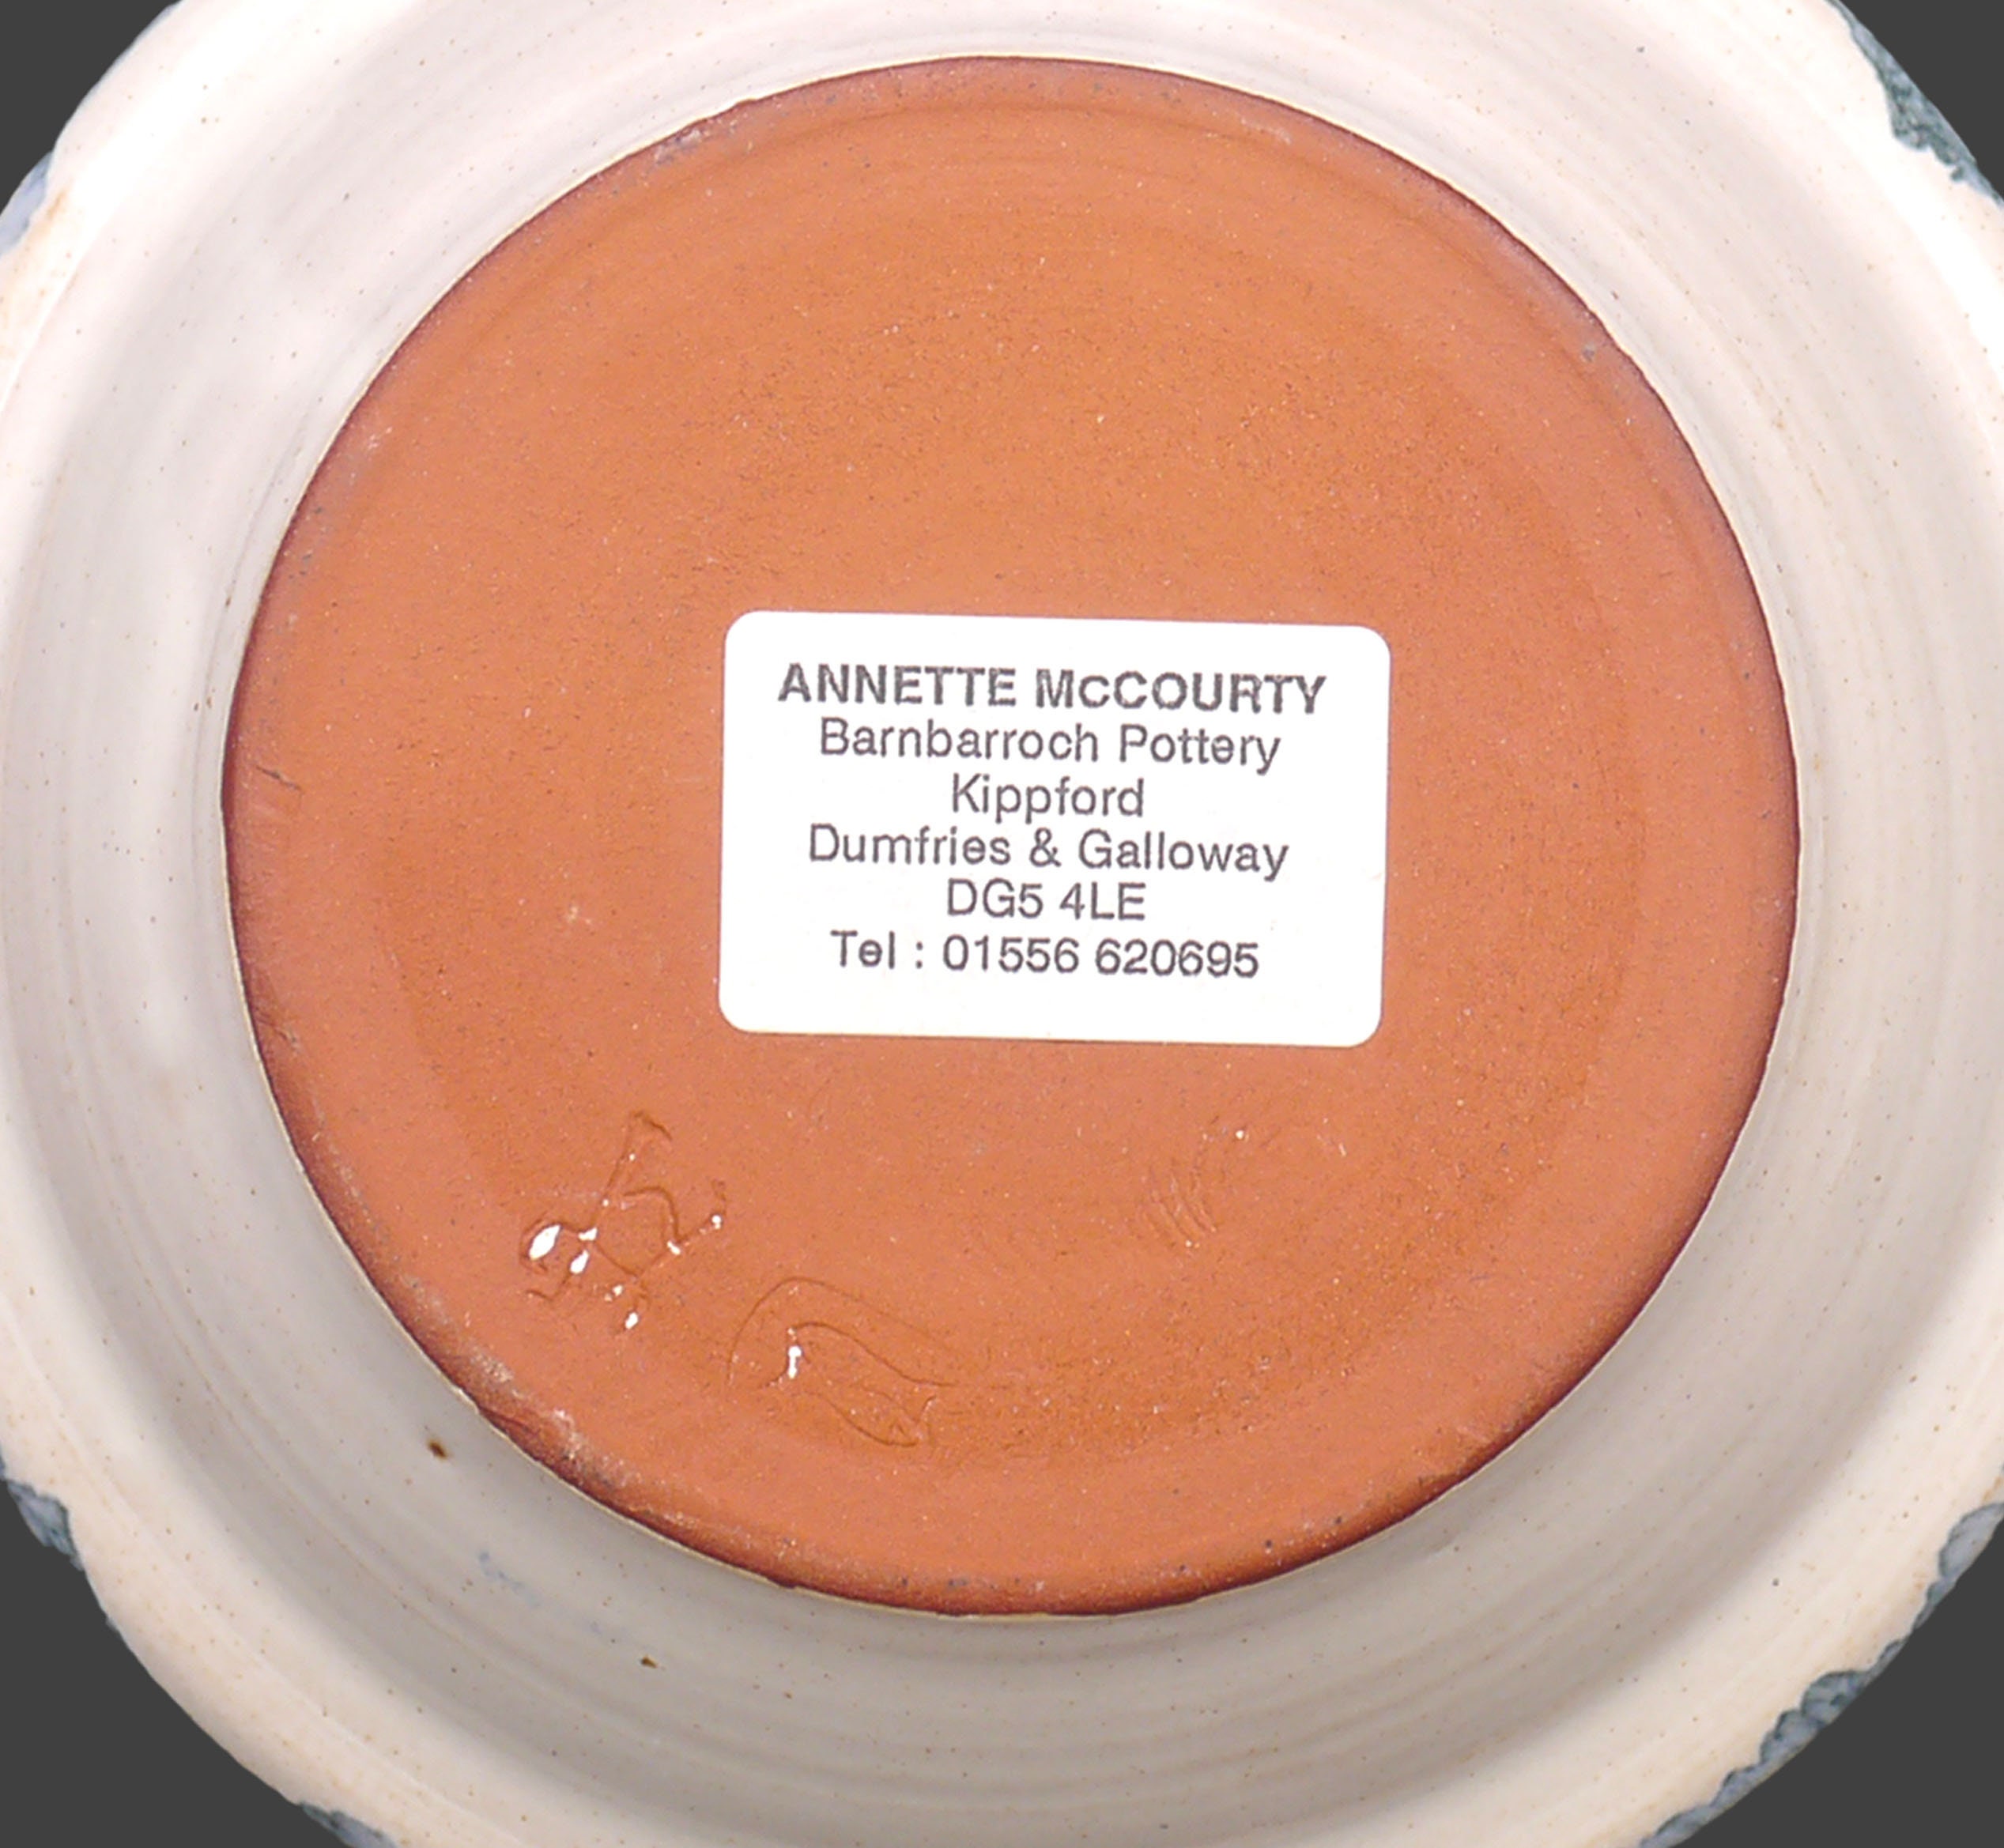 ANNETTE McCOURTY
Barnbarroch Pottery
Kippford
Dumfries & Galloway
DG5 4LE
Tel : 01556 620695